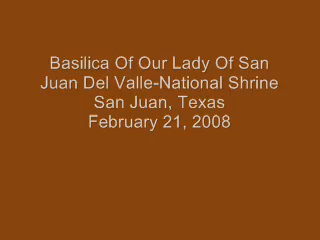 Basilica Of Our Lady Of San
Juan Del Valle-National Shrine
San Juan, Texas
February 21, 2008